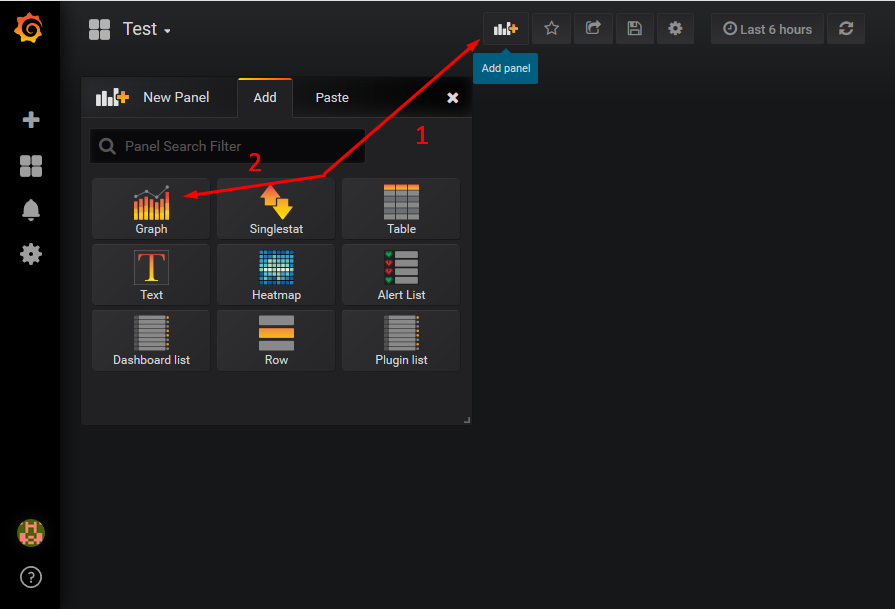 Test
Last 6 hours
Add panel
New Panel
Add
Paste
1
Panel Search Filter
2
Graph
Singlestat
Table
T
Text
Heatmap
Alert List
Dashboard list
Row
Plugin list
?